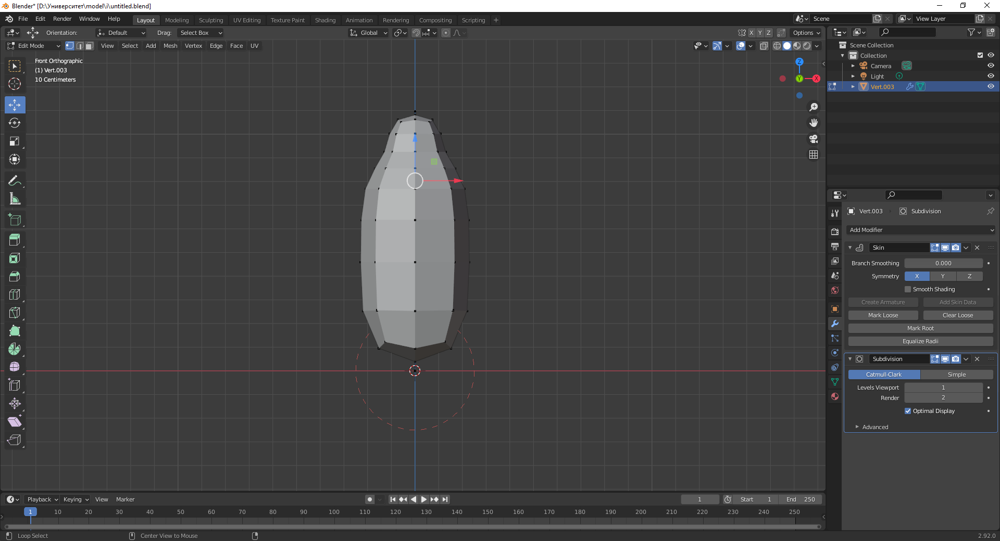 Blender* [D:\Университет\model\i\untitled.blend]
File Edit Render Window Help Layout Modeling Sculpting UV Editing Texture Paint Shading Animation Rendering Compositing Scripting + Scene View Layer
Orientation: Default Drag: Select Box Global X Y Z Options
Edit Mode View Select Add Mesh Vertex Edge Face UV
Front Orthographic
(1) Vert.003
10 Centimeters
Z
Y
X
Scene Collection
Collection
Camera
Light
Vert.003
Vert.003 Subdivision
Add Modifier
Skin
Branch Smoothing 0.000
Symmetry X Y Z
Smooth Shading
Create Armature Add Skin Data
Mark Loose Clear Loose
Mark Root
Equalize Radii
Subdivision
Catmull-Clark Simple
Levels Viewport 1
Render 2
Optimal Display
Advanced
Playback Keying View Marker 1 Start 1 End 250
1 10 20 30 40 50 60 70 80 90 100 110 120 130 140 150 160 170 180 190 200 210 220 230 240 250
Loop Select Center View to Mouse 2.92.0